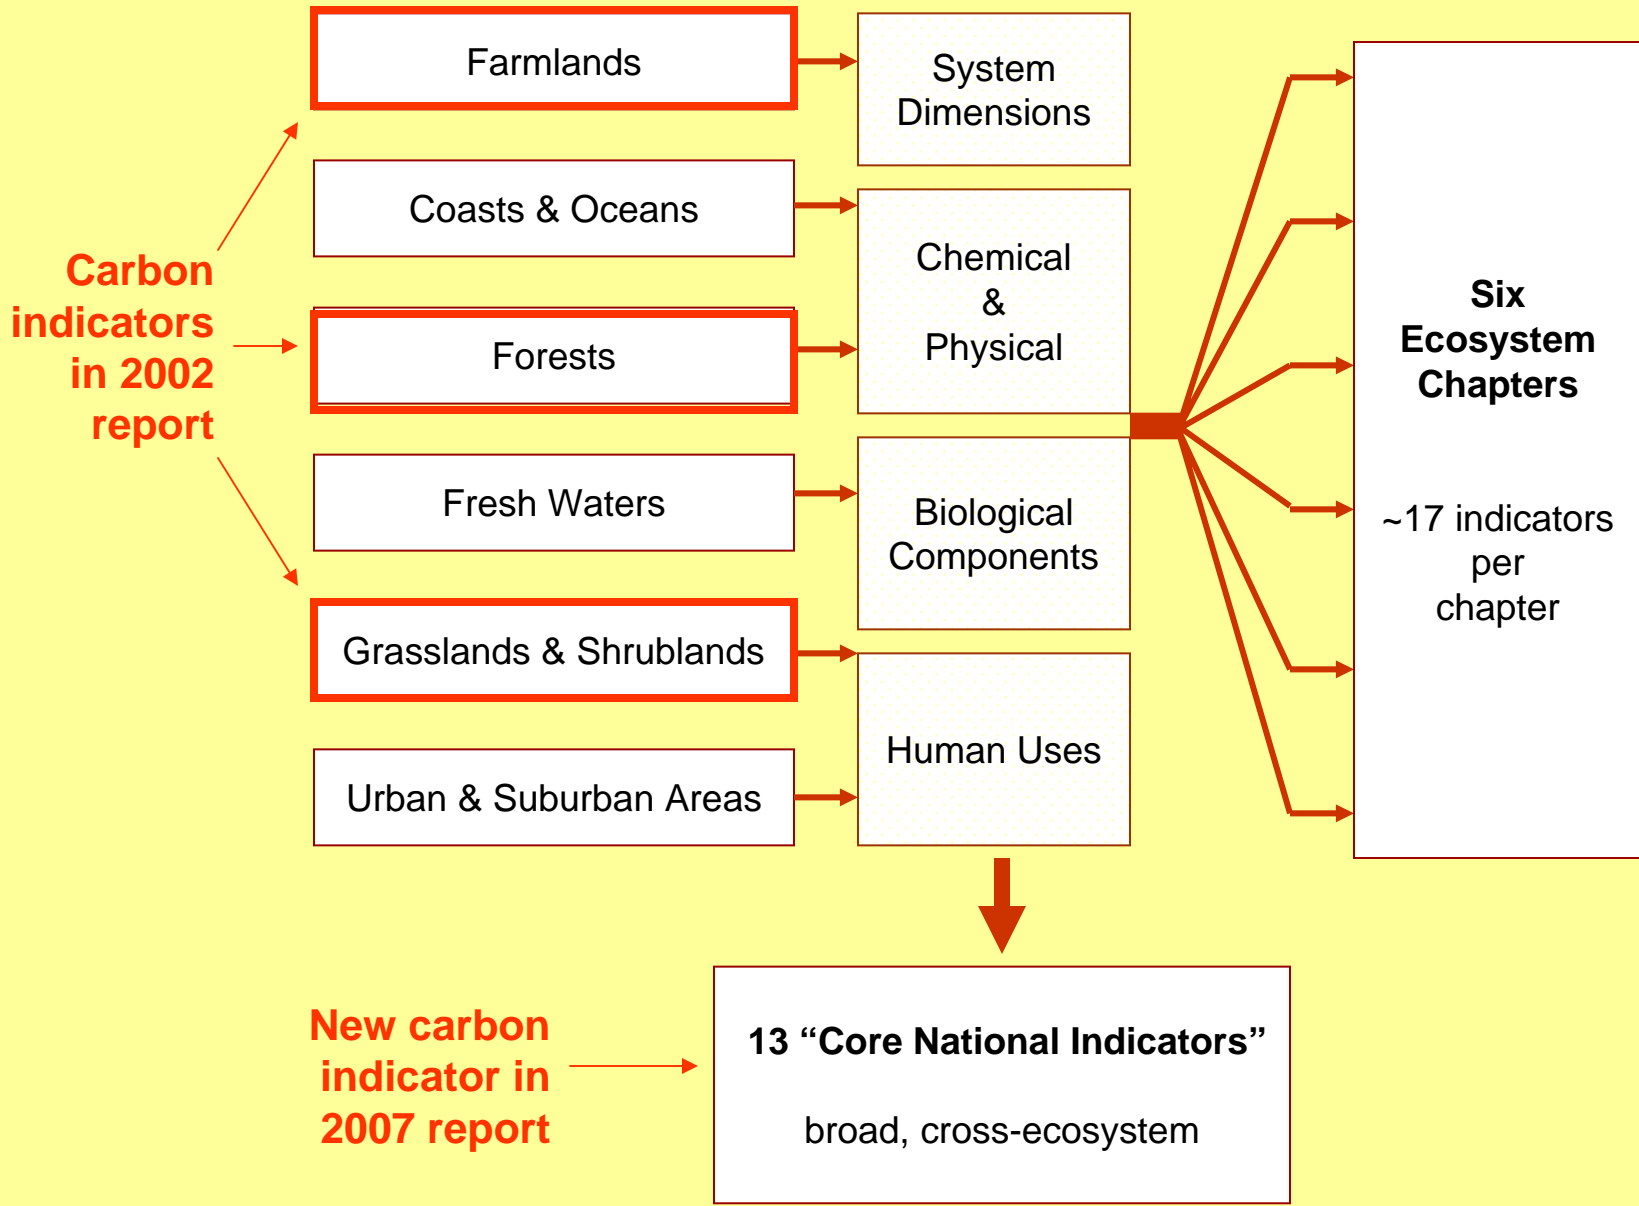 Carbon
indicators
in 2002
report
Farmlands
Coasts & Oceans
Forests
Fresh Waters
Grasslands & Shrublands
Urban & Suburban Areas
System
Dimensions
Chemical
&
Physical
Biological
Components
Human Uses
Six
Ecosystem
Chapters
~17 indicators
per
chapter
New carbon
indicator in
2007 report
13 “Core National Indicators”
broad, cross-ecosystem